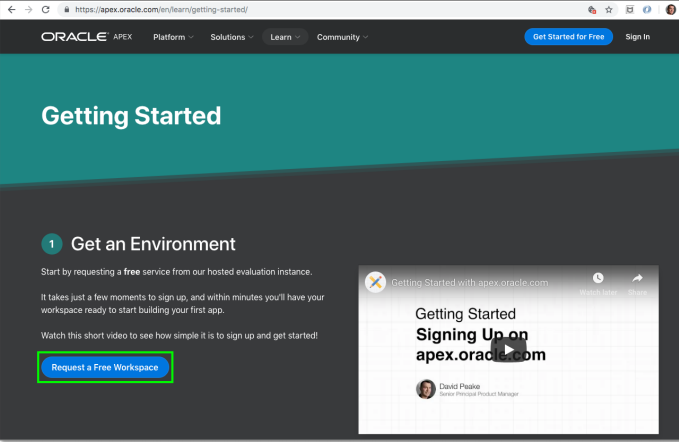 https://apex.oracle.com/en/learn/getting-started/
ORACLE APEX Platform Solutions Learn Community Get Started for Free Sign In
Getting Started
1 Get an Environment
Start by requesting a free service from our hosted evaluation instance.
It takes just a few moments to sign up, and within minutes you'll have your
workspace ready to start building your first app.
Watch this short video to see how simple it is to sign up and get started!
Request a Free Workspace
Getting Started with apex.oracle.com
Watch later Share
Getting Started
Signing Up on
apex.oracle.com
David Peake
Senior Principal Product Manager